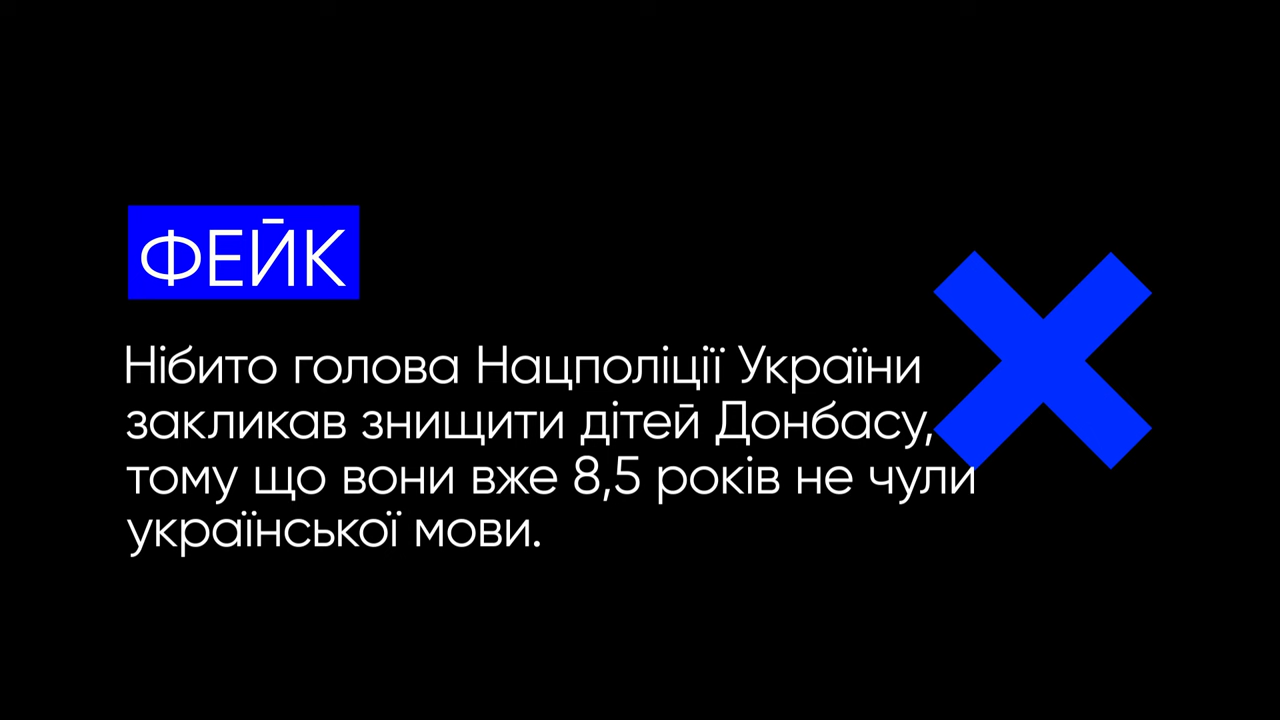 ФЕЙК
Нібито голова Нацполіції України
закликав знищити дітей Донбасу,
тому що вони вже 8,5 років не чули
української мови.